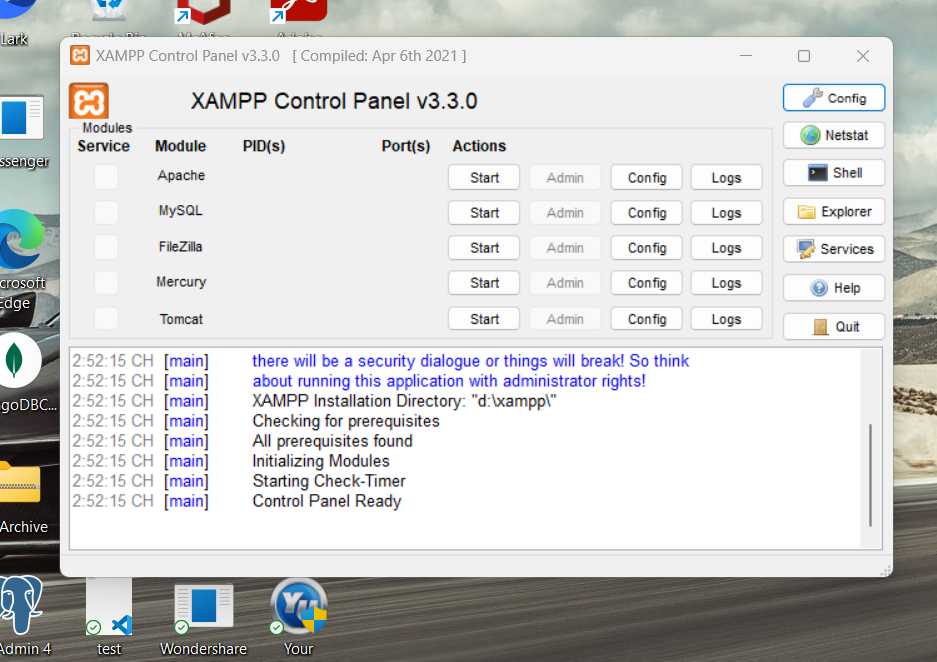 Lark
XAMPP Control Panel v3.3.0 [ Compiled: Apr 6th 2021 ]
XAMPP Control Panel v3.3.0
Config
Modules
Service Module PID(s) Port(s) Actions
Netstat
Apache Start Admin Config Logs
Shell
MySQL Start Admin Config Logs
Explorer
FileZilla Start Admin Config Logs
Services
Mercury Start Admin Config Logs
Help
Tomcat Start Admin Config Logs
Quit
2:52:15 CH [main] there will be a security dialogue or things will break! So think
2:52:15 CH [main] about running this application with administrator rights!
2:52:15 CH [main] XAMPP Installation Directory: "d:\xampp\"
2:52:15 CH [main] Checking for prerequisites
2:52:15 CH [main] All prerequisites found
2:52:15 CH [main] Initializing Modules
2:52:15 CH [main] Starting Check-Timer
2:52:15 CH [main] Control Panel Ready
ssenger
crosoft
Edge
goDBC...
Archive
Admin 4
test
Wondershare
Your